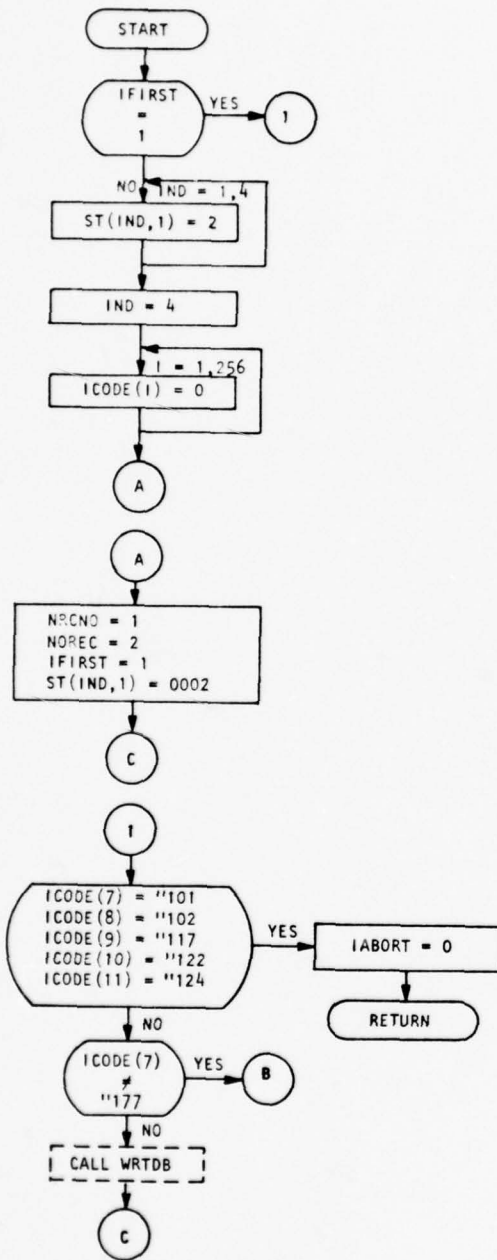 START
IFIRST
=
1
YES
1
NO
IND = 1,4
ST(IND,1) = 2
IND = 4
I = 1,256
ICODE(I) = 0
A
A
NRCNO = 1
NOREC = 2
IFIRST = 1
ST(IND,1) = 0002
C
1
ICODE(7) = "101
ICODE(8) = "102
ICODE(9) = "117
ICODE(10) = "122
ICODE(11) = "124
YES
IABORT = 0
RETURN
NO
ICODE(7)
≠
"177
YES
B
NO
CALL WRTDB
C